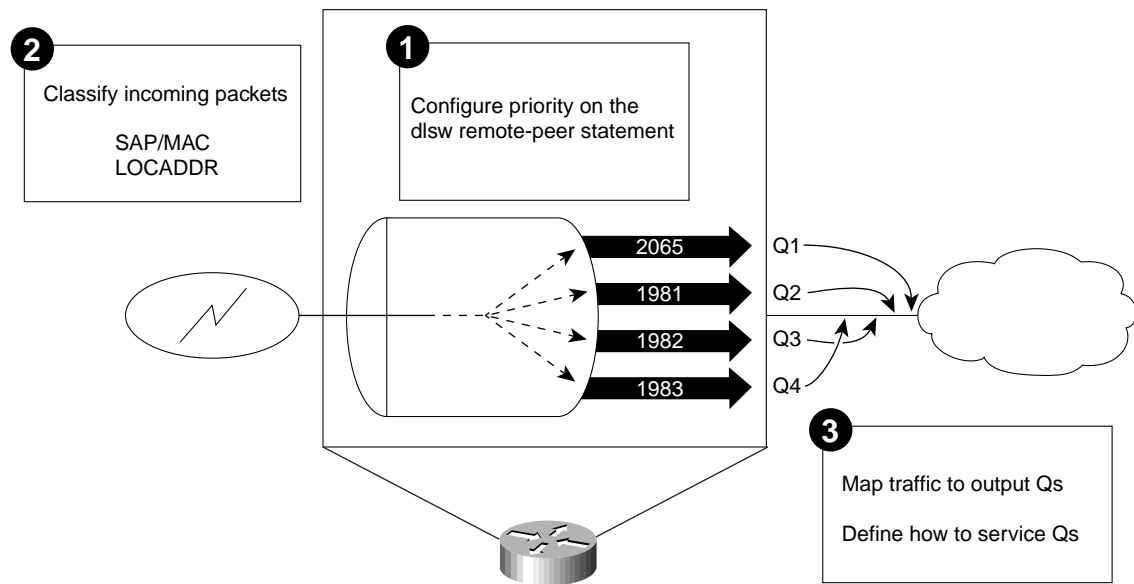 2
Classify incoming packets
SAP/MAC
LOCADDR
1
Configure priority on the
dlsw remote-peer statement
2065
1981
1982
1983
Q1
Q2
Q3
Q4
3
Map traffic to output Qs
Define how to service Qs